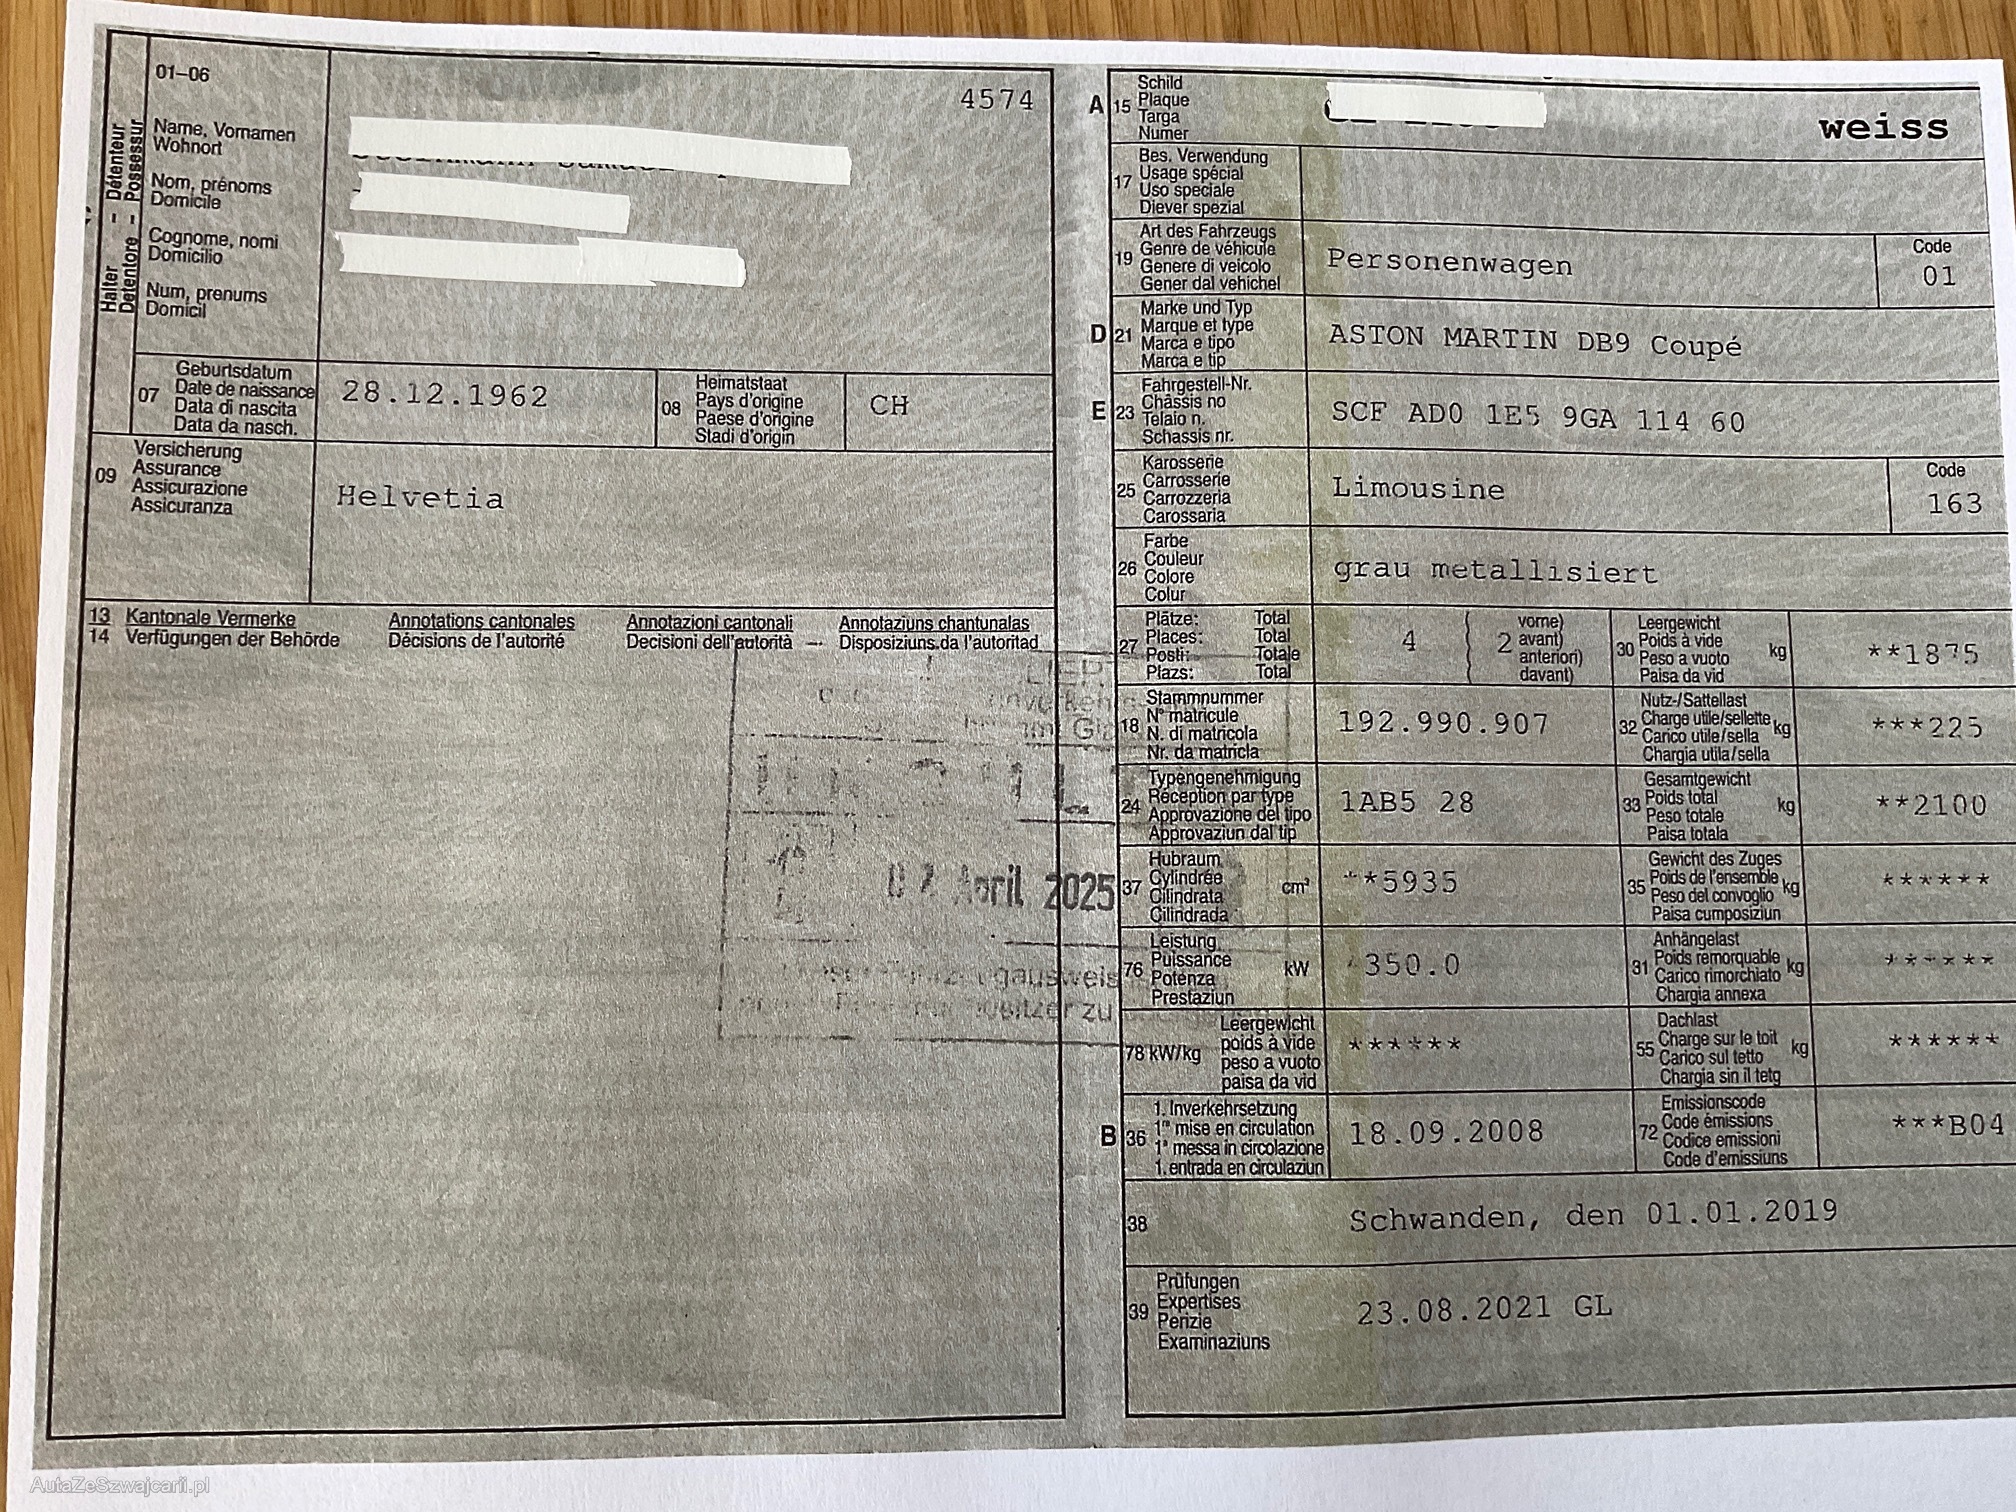 01–06
4574
Halter – Détenteur
Detentore – Possessur
Name, Vornamen
Wohnort
Nom, prénoms
Domicile
Cognome, nomi
Domicilio
Num, prenums
Domicil
07
Geburtsdatum
Date de naissance
Data di nascita
Data da nasch.
28.12.1962
08
Heimatstaat
Pays d'origine
Paese d'origine
Stadi d'origin
CH
09
Versicherung
Assurance
Assicurazione
Assicuranza
Helvetia
13 Kantonale Vermerke Annotations cantonales Annotazioni cantonali Annotaziuns chantunalas
14 Verfügungen der Behörde Décisions de l'autorité Decisioni dell'autorità — Disposiziuns da l'autoritad
April 2025
A 15
Schild
Plaque
Targa
Numer
weiss
17
Bes. Verwendung
Usage spécial
Uso speciale
Diever spezial
19
Art des Fahrzeugs
Genre de véhicule
Genere di veicolo
Gener dal vehichel
Personenwagen
Code
01
D 21
Marke und Typ
Marque et type
Marca e tipo
Marca e tip
ASTON MARTIN DB9 Coupé
E 23
Fahrgestell-Nr.
Châssis no
Telaio n.
Schassis nr.
SCF AD0 1E5 9GA 114 60
25
Karosserie
Carrosserie
Carrozzeria
Carossaria
Limousine
Code
163
26
Farbe
Couleur
Colore
Colur
grau metallisiert
27
Plätze: Total
Places: Total
Posti: Totale
Plazs: Total
4
2
vorne)
avant)
anteriori)
davant)
30
Leergewicht
Poids à vide
Peso a vuoto
Paisa da vid
kg
**1875
18
Stammnummer
N° matricule
N. di matricola
Nr. da matricla
192.990.907
32
Nutz-/Sattellast
Charge utile/sellette
Carico utile/sella
Chargia utila/sella
kg
***225
24
Typengenehmigung
Réception par type
Approvazione del tipo
Approvaziun dal tip
1AB5 28
33
Gesamtgewicht
Poids total
Peso totale
Paisa totala
kg
**2100
37
Hubraum
Cylindrée
Cilindrata
Cilindrada
cm³
**5935
35
Gewicht des Zuges
Poids de l'ensemble
Peso del convoglio
Paisa cumposiziun
kg
******
76
Leistung
Puissance
Potenza
Prestaziun
kW
*350.0
31
Anhängelast
Poids remorquable
Carico rimorchiato
Chargia annexa
kg
******
78 kW/kg
Leergewicht
poids à vide
peso a vuoto
paisa da vid
******
55
Dachlast
Charge sur le toit
Carico sul tetto
Chargia sin il tetg
kg
******
B 36
1. Inverkehrsetzung
1re mise en circulation
1a messa in circolazione
1. entrada en circulaziun
18.09.2008
72
Emissionscode
Code émissions
Codice emissioni
Code d'emissiuns
***B04
38
Schwanden, den 01.01.2019
39
Prüfungen
Expertises
Perizie
Examinaziuns
23.08.2021 GL
AutaZeSzwajcarii.pl